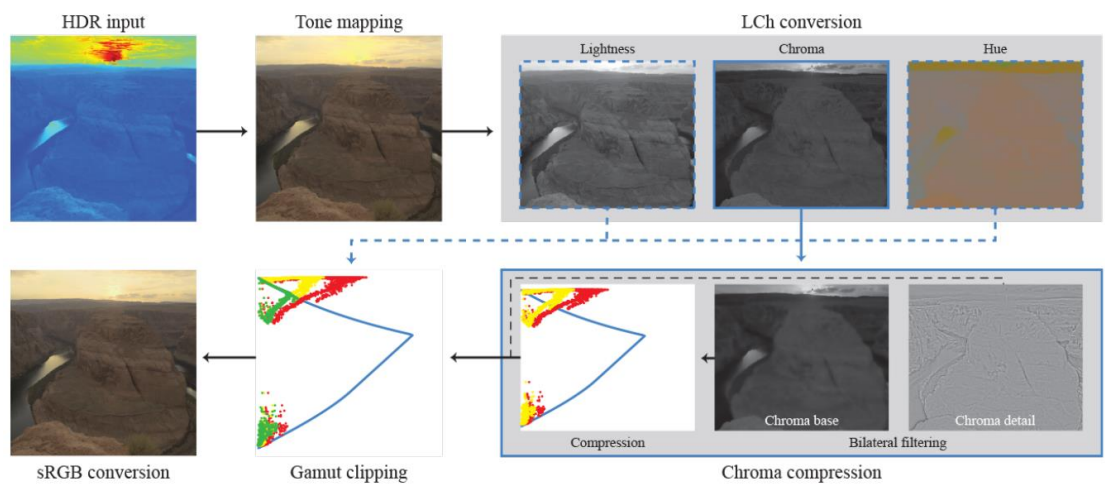 HDR input
Tone mapping
LCh conversion
Lightness
Chroma
Hue
Chroma base
Chroma detail
Compression
Bilateral filtering
sRGB conversion
Gamut clipping
Chroma compression